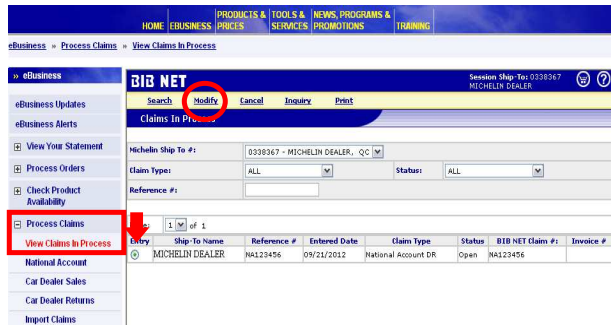 PRODUCTS & TOOLS & NEWS, PROGRAMS &
HOME EBUSINESS PRICES SERVICES PROMOTIONS TRAINING
eBusiness » Process Claims » View Claims In Process
» eBusiness
eBusiness Updates
eBusiness Alerts
View Your Statement
Process Orders
Check Product
Availability
Process Claims
View Claims In Process
National Account
Car Dealer Sales
Car Dealer Returns
Import Claims
BIB NET
Session Ship-To: 0338367
MICHELIN DEALER
Search Modify Cancel Inquiry Print
Claims In Process
Michelin Ship To #: 0338367 - MICHELIN DEALER, QC
Claim Type: ALL Status: ALL
Reference #:
1 of 1
Entry Ship-To Name Reference # Entered Date Claim Type Status BIB NET Claim #: Invoice #
MICHELIN DEALER NA123456 09/21/2012 National Account DR Open NA123456